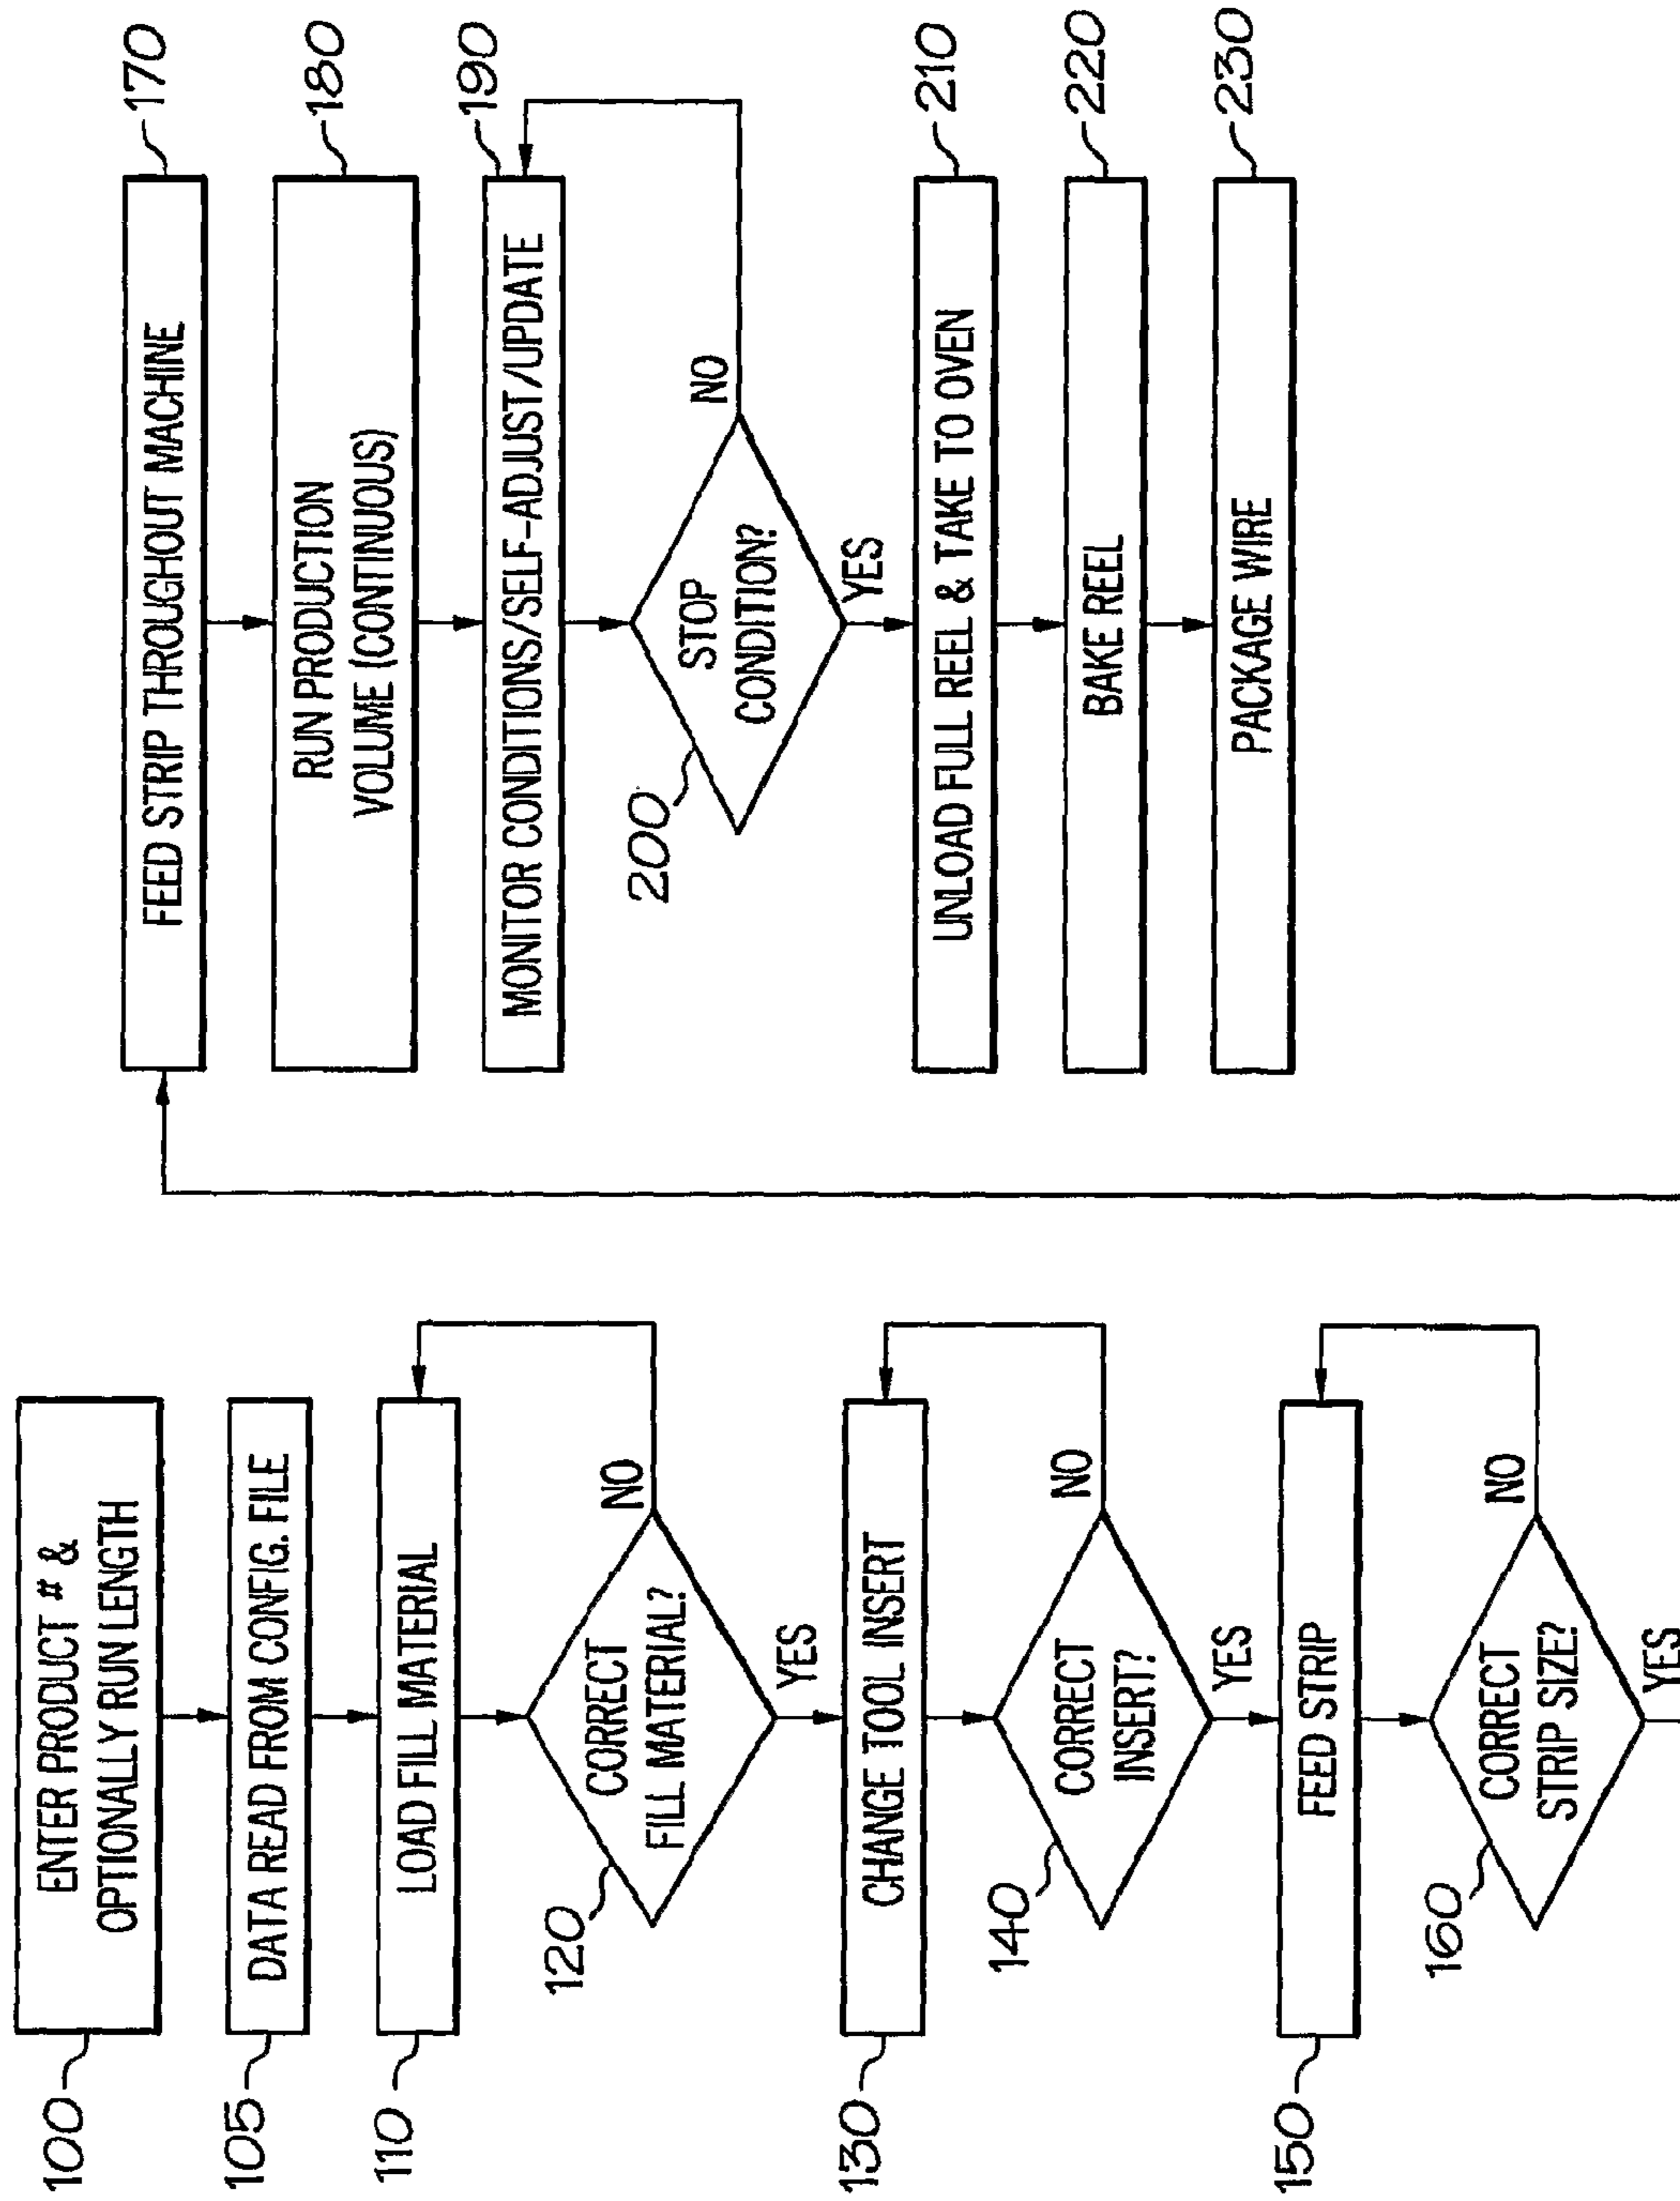 100
ENTER PRODUCT # &
OPTIONALLY RUN LENGTH
105
DATA READ FROM CONFIG. FILE
110
LOAD FILL MATERIAL
120
CORRECT
FILL MATERIAL?
NO
YES
130
CHANGE TOOL INSERT
140
CORRECT
INSERT?
NO
YES
150
FEED STRIP
160
CORRECT
STRIP SIZE?
NO
YES
FEED STRIP THROUGHOUT MACHINE
170
RUN PRODUCTION
VOLUME (CONTINUOUS)
180
MONITOR CONDITIONS/SELF-ADJUST/UPDATE
190
200
STOP
CONDITION?
NO
YES
UNLOAD FULL REEL & TAKE TO OVEN
210
BAKE REEL
220
PACKAGE WIRE
230